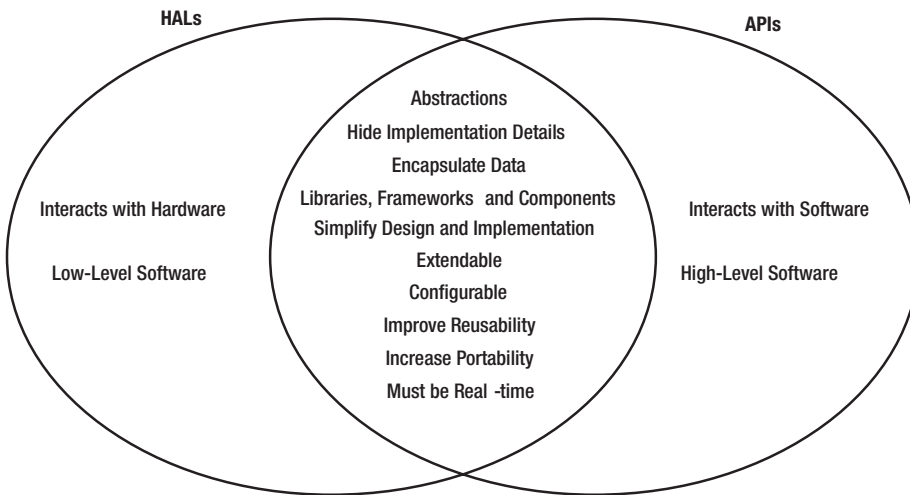 HALs
APIs
Abstractions
Hide Implementation Details
Encapsulate Data
Libraries, Frameworks and Components
Simplify Design and Implementation
Extendable
Configurable
Improve Reusability
Increase Portability
Must be Real -time
Interacts with Hardware
Low-Level Software
Interacts with Software
High-Level Software